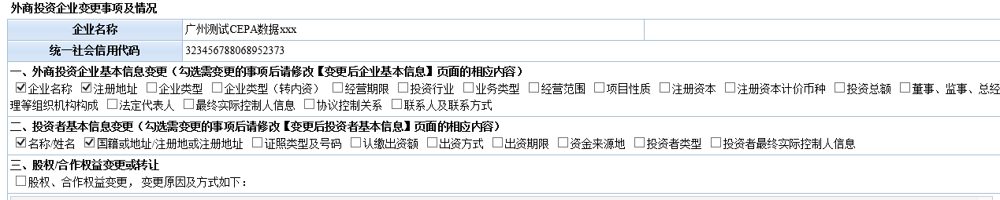 外商投资企业变更事项及情况
企业名称 广州测试CEPA数据xxx
统一社会信用代码 323456788068952373
一、外商投资企业基本信息变更（勾选需变更的事项后请修改【变更后企业基本信息】页面的相应内容）
企业名称 注册地址 企业类型 企业类型（转内资） 经营期限 投资行业 业务类型 经营范围 项目性质 注册资本 注册资本计价币种 投资总额 董事、监事、总经
理等组织机构构成 法定代表人 最终实际控制人信息 协议控制关系 联系人及联系方式
二、投资者基本信息变更（勾选需变更的事项后请修改【变更后投资者基本信息】页面的相应内容）
名称/姓名 国籍或地址/注册地或注册地址 证照类型及号码 认缴出资额 出资方式 出资期限 资金来源地 投资者类型 投资者最终实际控制人信息
三、股权/合作权益变更或转让
股权、合作权益变更， 变更原因及方式如下：